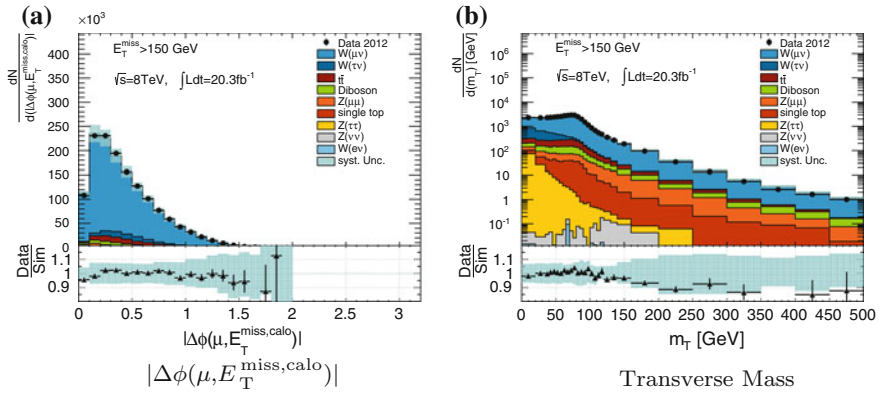 (a)
×10³
dN
d(|Δϕ(μ,E_T^miss,calo)|)
400
350
300
250
200
150
100
50
0
E_T^miss>150 GeV
√s=8TeV, ∫Ldt=20.3fb⁻¹
Data 2012
W(μν)
W(τν)
tt̄
Diboson
Z(μμ)
single top
Z(ττ)
Z(νν)
W(eν)
syst. Unc.
Data
Sim
1.1
1
0.9
0 0.5 1 1.5 2 2.5 3
|Δϕ(μ,E_T^miss,calo)|
|Δϕ(μ,E_T^miss,calo)|
(b)
dN
d(m_T) [GeV]
10⁶
10⁵
10⁴
10³
10²
10
1
10⁻¹
E_T^miss>150 GeV
√s=8TeV, ∫Ldt=20.3fb⁻¹
Data 2012
W(μν)
W(τν)
tt̄
Diboson
Z(μμ)
single top
Z(ττ)
Z(νν)
W(eν)
syst. Unc.
Data
Sim
1.1
1
0.9
0 50 100 150 200 250 300 350 400 450 500
m_T [GeV]
Transverse Mass